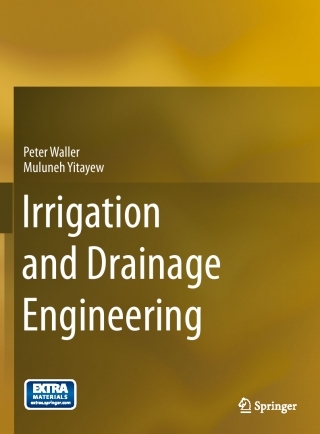 Peter Waller
Muluneh Yitayew
Irrigation
and Drainage
Engineering
EXTRA
MATERIALS
extras.springer.com
Springer